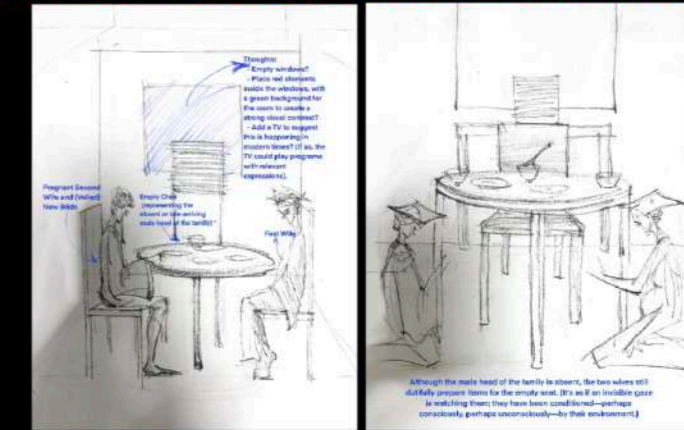 Thoughts:
- Empty windows?
- Place red elements
inside the windows, with
a green background for
the room to create a
strong visual contrast?
- Add a TV to suggest
this is happening in
modern times? (If so, the
TV could play programs
with relevant
expressions).
Pregnant Second
Wife and (Veiled)
New Bride
Empty Chair
(representing the
absent or late-arriving
male head of the family)
First Wife
Although the male head of the family is absent, the two wives still
dutifully prepare items for the empty seat. (It's as if an invisible gaze
is watching them; they have been conditioned—perhaps
consciously, perhaps unconsciously—by their environment.)